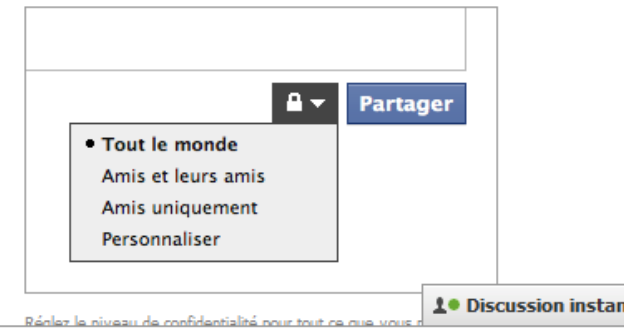 Partager
Tout le monde
Amis et leurs amis
Amis uniquement
Personnaliser
Discussion instan
Réglez le niveau de confidentialité pour tout ce que vous